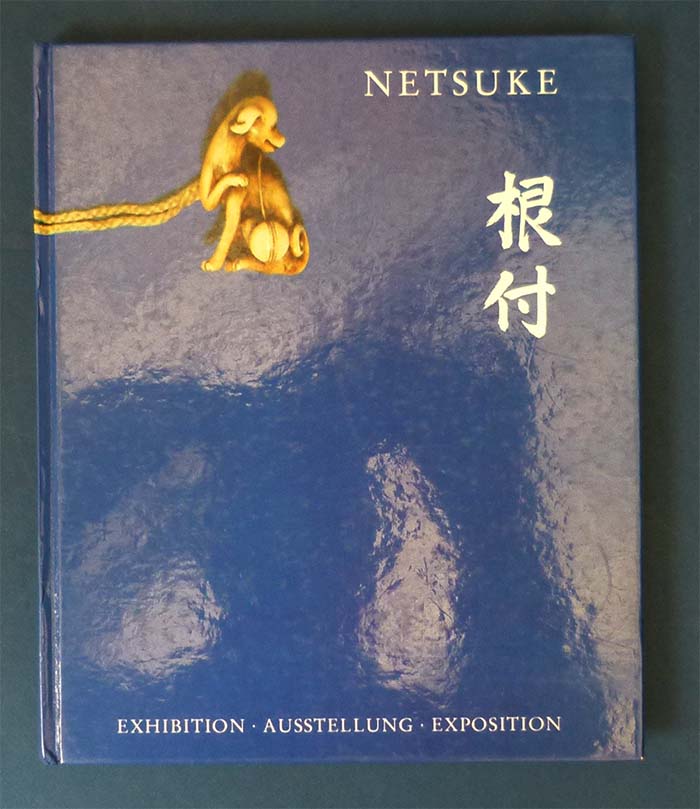 NETSUKE
根付
EXHIBITION · AUSSTELLUNG · EXPOSITION